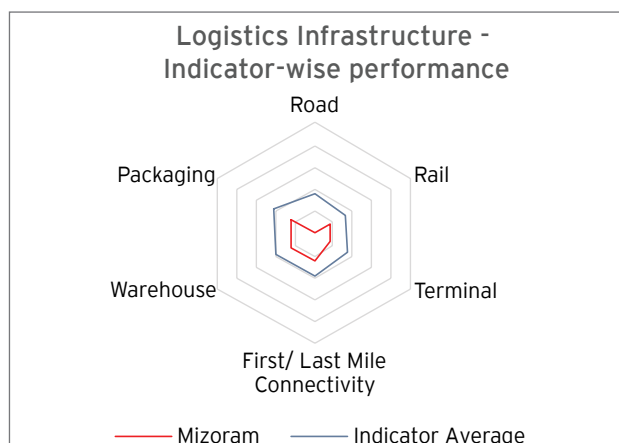 Logistics Infrastructure -
Indicator-wise performance
Road
Packaging
Rail
Warehouse
Terminal
First/ Last Mile
Connectivity
Mizoram
Indicator Average